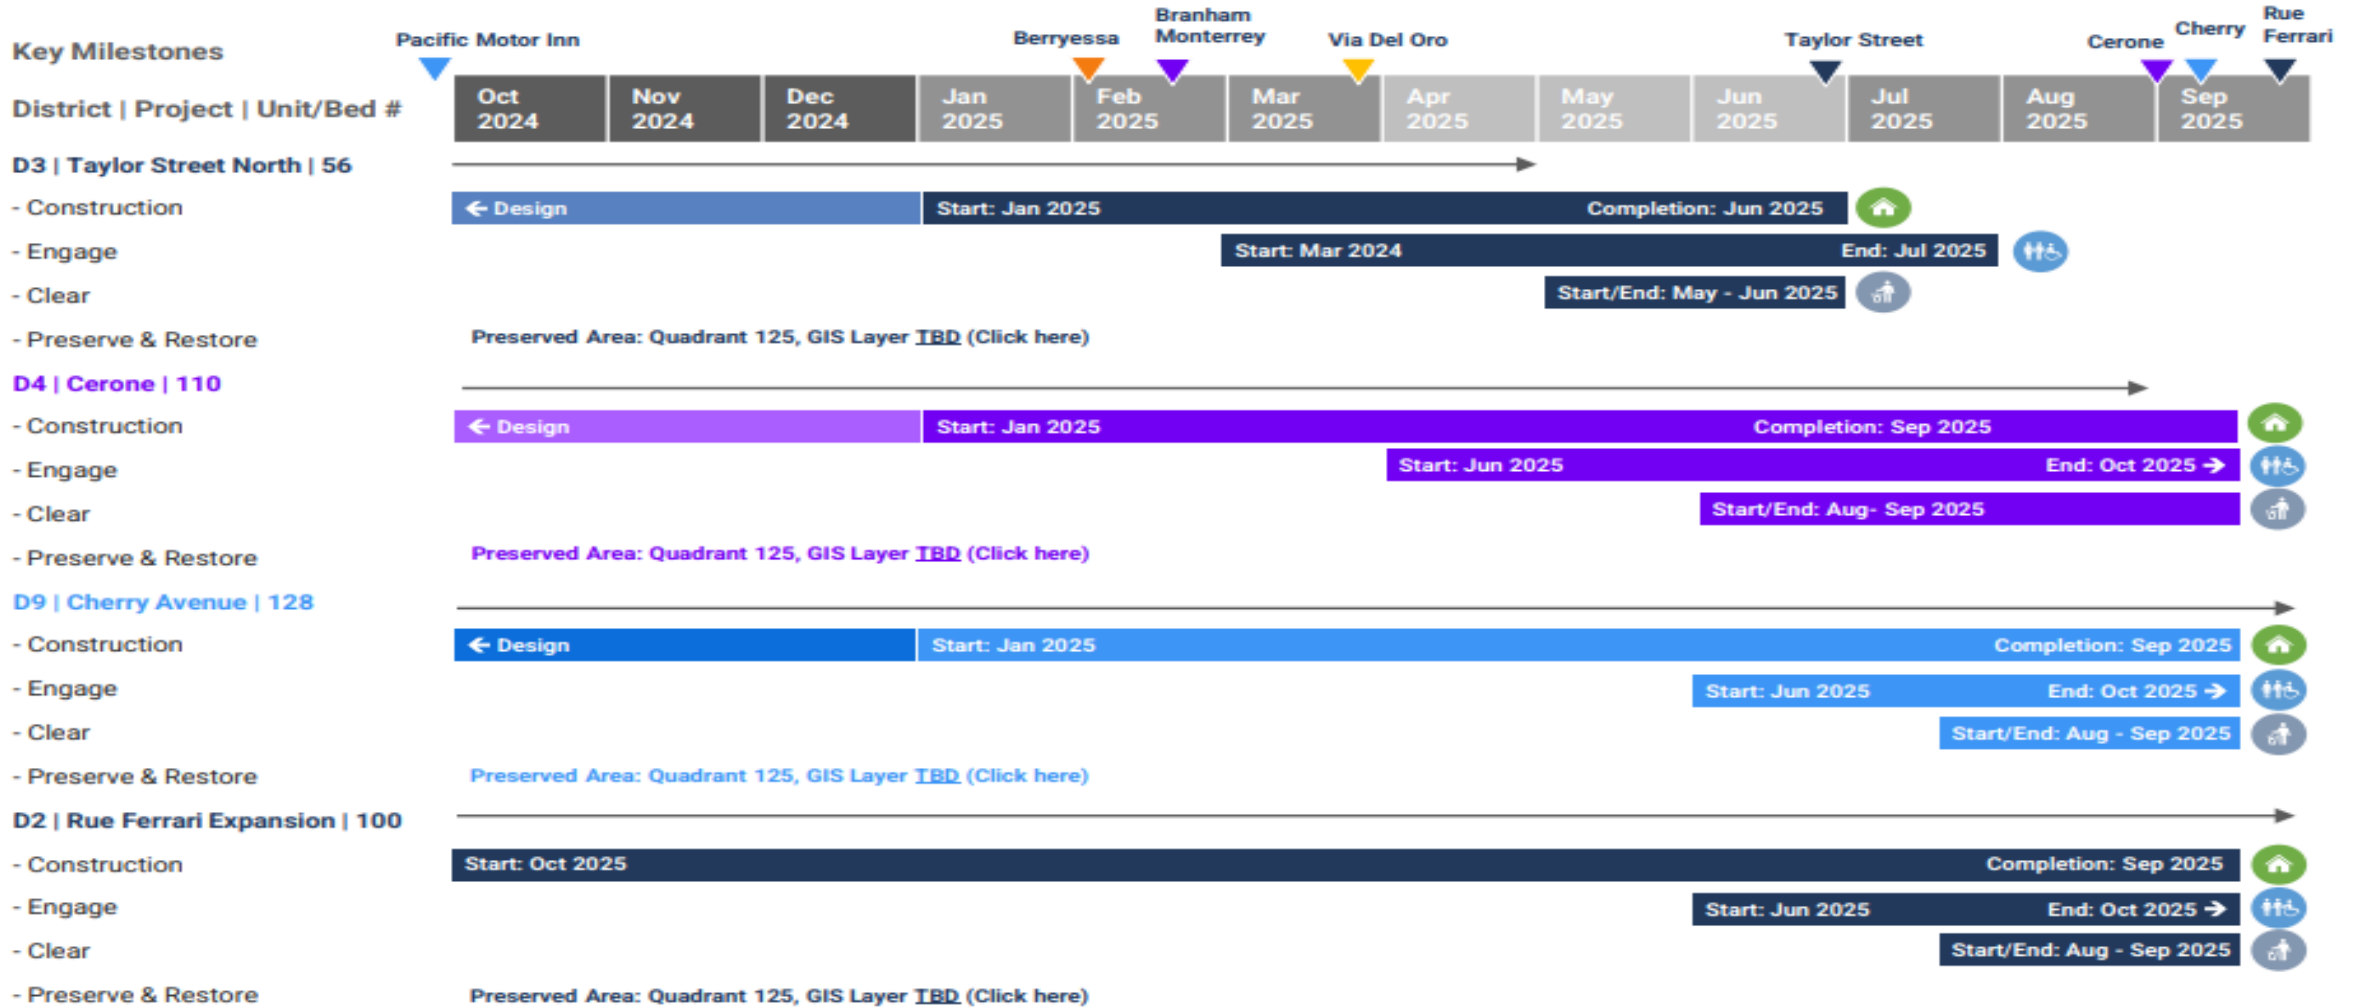 Pacific Motor Inn
Berryessa
Branham
Monterrey
Via Del Oro
Taylor Street
Cerone
Cherry
Rue
Ferrari
Key Milestones
District | Project | Unit/Bed #
Oct
2024
Nov
2024
Dec
2024
Jan
2025
Feb
2025
Mar
2025
Apr
2025
May
2025
Jun
2025
Jul
2025
Aug
2025
Sep
2025
D3 | Taylor Street North | 56
- Construction
← Design
Start: Jan 2025
Completion: Jun 2025
- Engage
Start: Mar 2024
End: Jul 2025
- Clear
Start/End: May - Jun 2025
- Preserve & Restore
Preserved Area: Quadrant 125, GIS Layer TBD (Click here)
D4 | Cerone | 110
- Construction
← Design
Start: Jan 2025
Completion: Sep 2025
- Engage
Start: Jun 2025
End: Oct 2025 →
- Clear
Start/End: Aug- Sep 2025
- Preserve & Restore
Preserved Area: Quadrant 125, GIS Layer TBD (Click here)
D9 | Cherry Avenue | 128
- Construction
← Design
Start: Jan 2025
Completion: Sep 2025
- Engage
Start: Jun 2025
End: Oct 2025 →
- Clear
Start/End: Aug - Sep 2025
- Preserve & Restore
Preserved Area: Quadrant 125, GIS Layer TBD (Click here)
D2 | Rue Ferrari Expansion | 100
- Construction
Start: Oct 2025
Completion: Sep 2025
- Engage
Start: Jun 2025
End: Oct 2025 →
- Clear
Start/End: Aug - Sep 2025
- Preserve & Restore
Preserved Area: Quadrant 125, GIS Layer TBD (Click here)